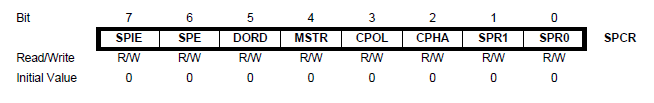 Bit 7 6 5 4 3 2 1 0
SPIE SPE DORD MSTR CPOL CPHA SPR1 SPR0 SPCR
Read/Write R/W R/W R/W R/W R/W R/W R/W R/W
Initial Value 0 0 0 0 0 0 0 0